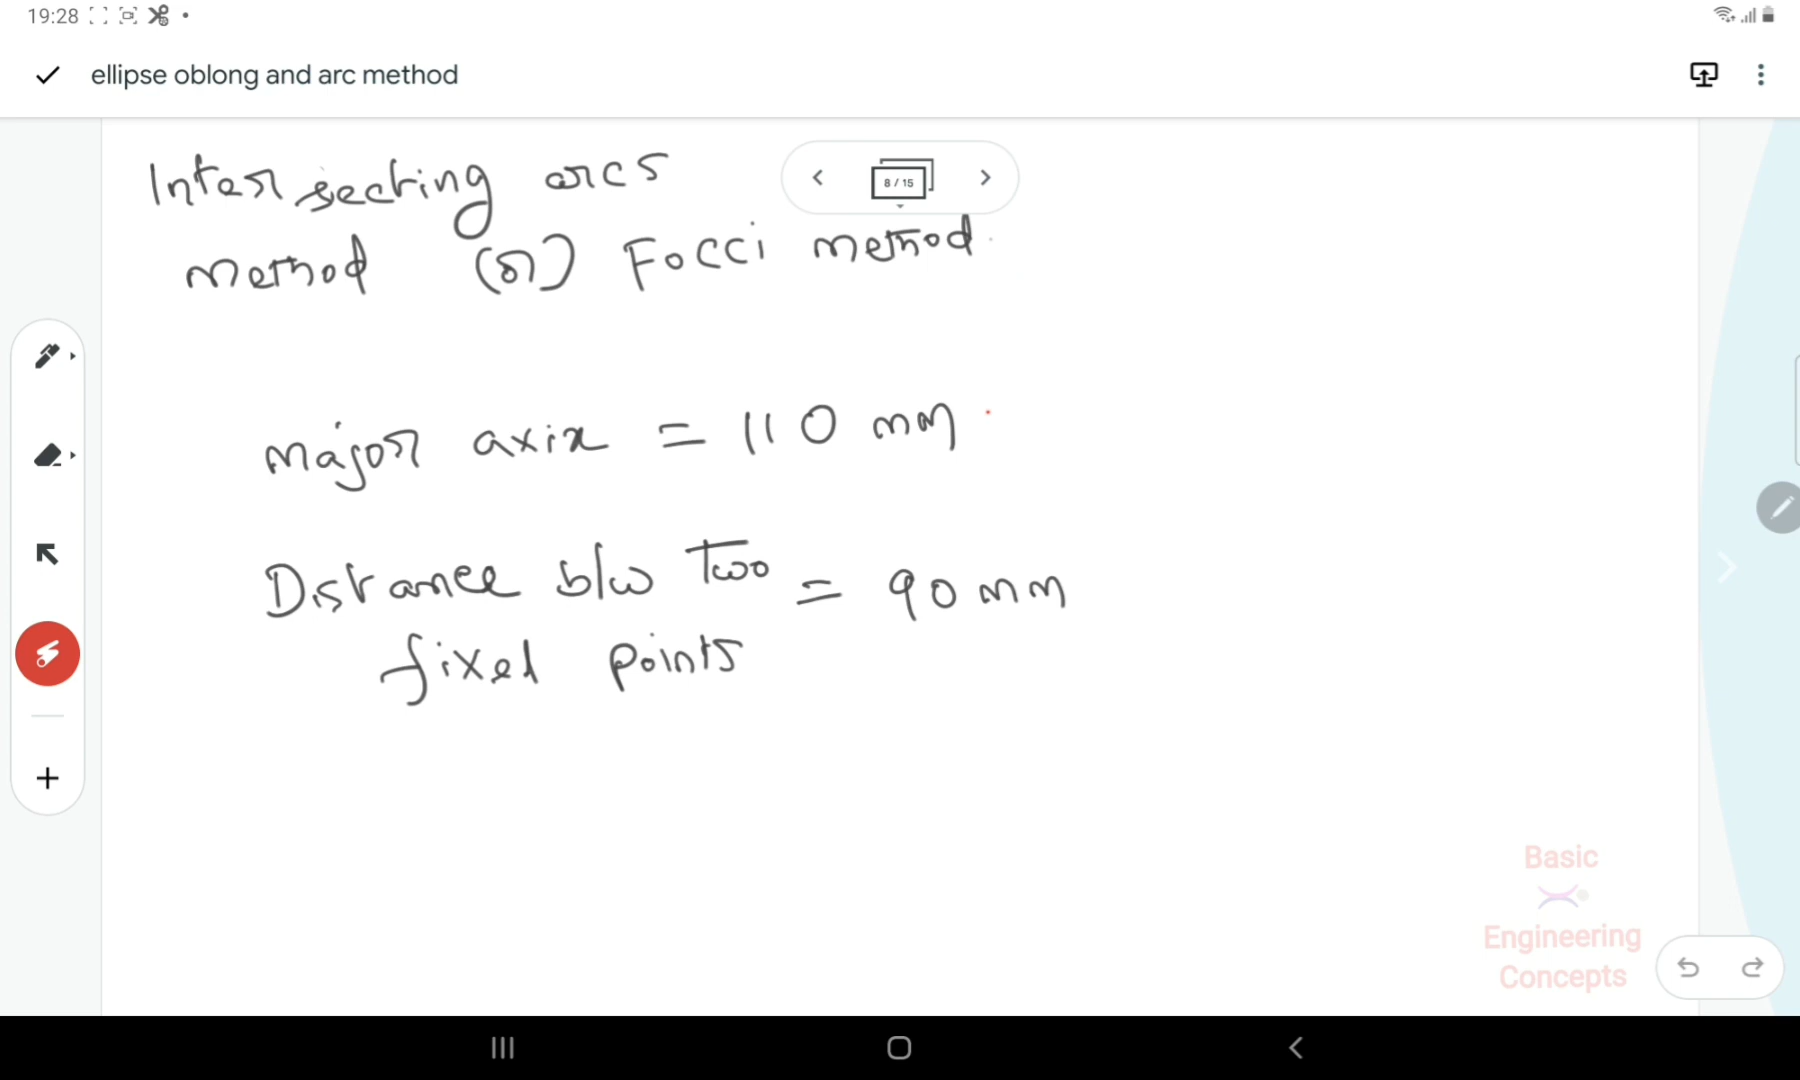 19:28
ellipse oblong and arc method
8 / 15
Intersecting arcs
method (or) Focci method.
major axix = 110 mm
Distance b/w Two = 90 mm
fixed points
Basic
Engineering
Concepts